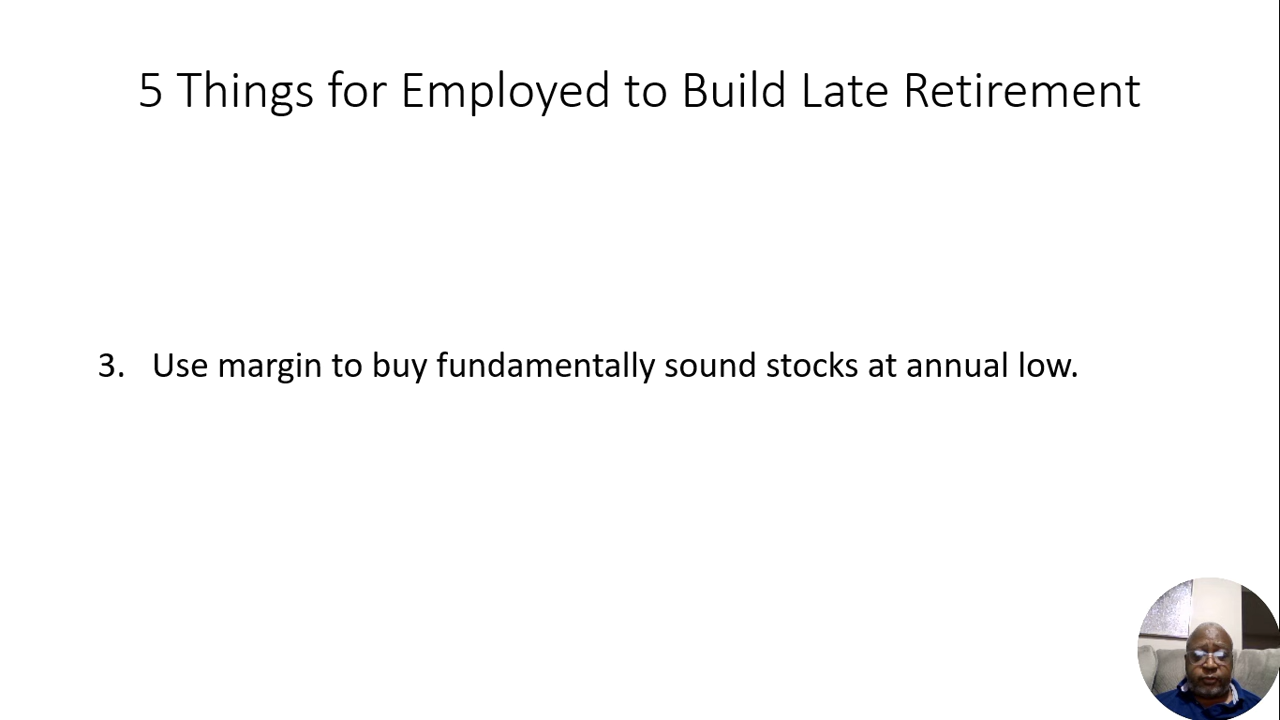 5 Things for Employed to Build Late Retirement
3. Use margin to buy fundamentally sound stocks at annual low.